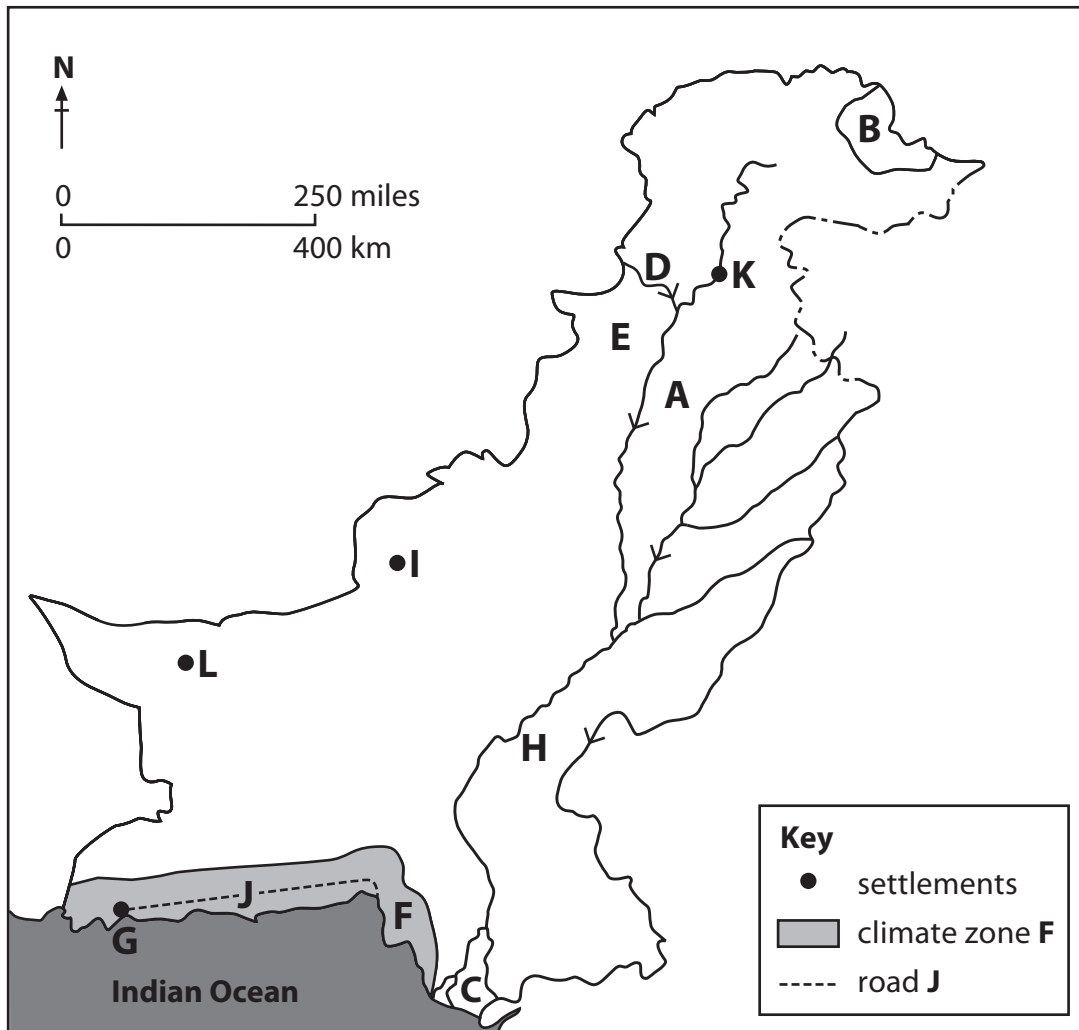 N
0 250 miles
0 400 km
B
D
K
E
A
I
L
H
J
F
G
C
Indian Ocean
Key
settlements
climate zone F
road J